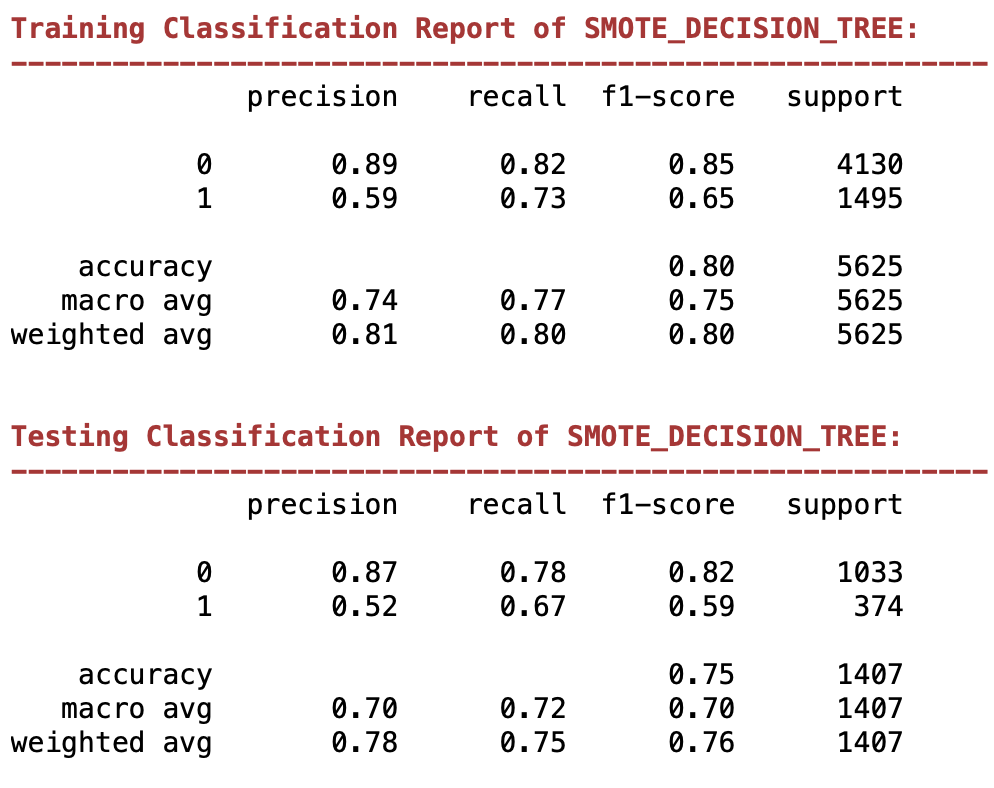 Training Classification Report of SMOTE_DECISION_TREE:
----------------------------------------------------------
precision recall f1-score support
0 0.89 0.82 0.85 4130
1 0.59 0.73 0.65 1495
accuracy 0.80 5625
macro avg 0.74 0.77 0.75 5625
weighted avg 0.81 0.80 0.80 5625
Testing Classification Report of SMOTE_DECISION_TREE:
----------------------------------------------------------
precision recall f1-score support
0 0.87 0.78 0.82 1033
1 0.52 0.67 0.59 374
accuracy 0.75 1407
macro avg 0.70 0.72 0.70 1407
weighted avg 0.78 0.75 0.76 1407